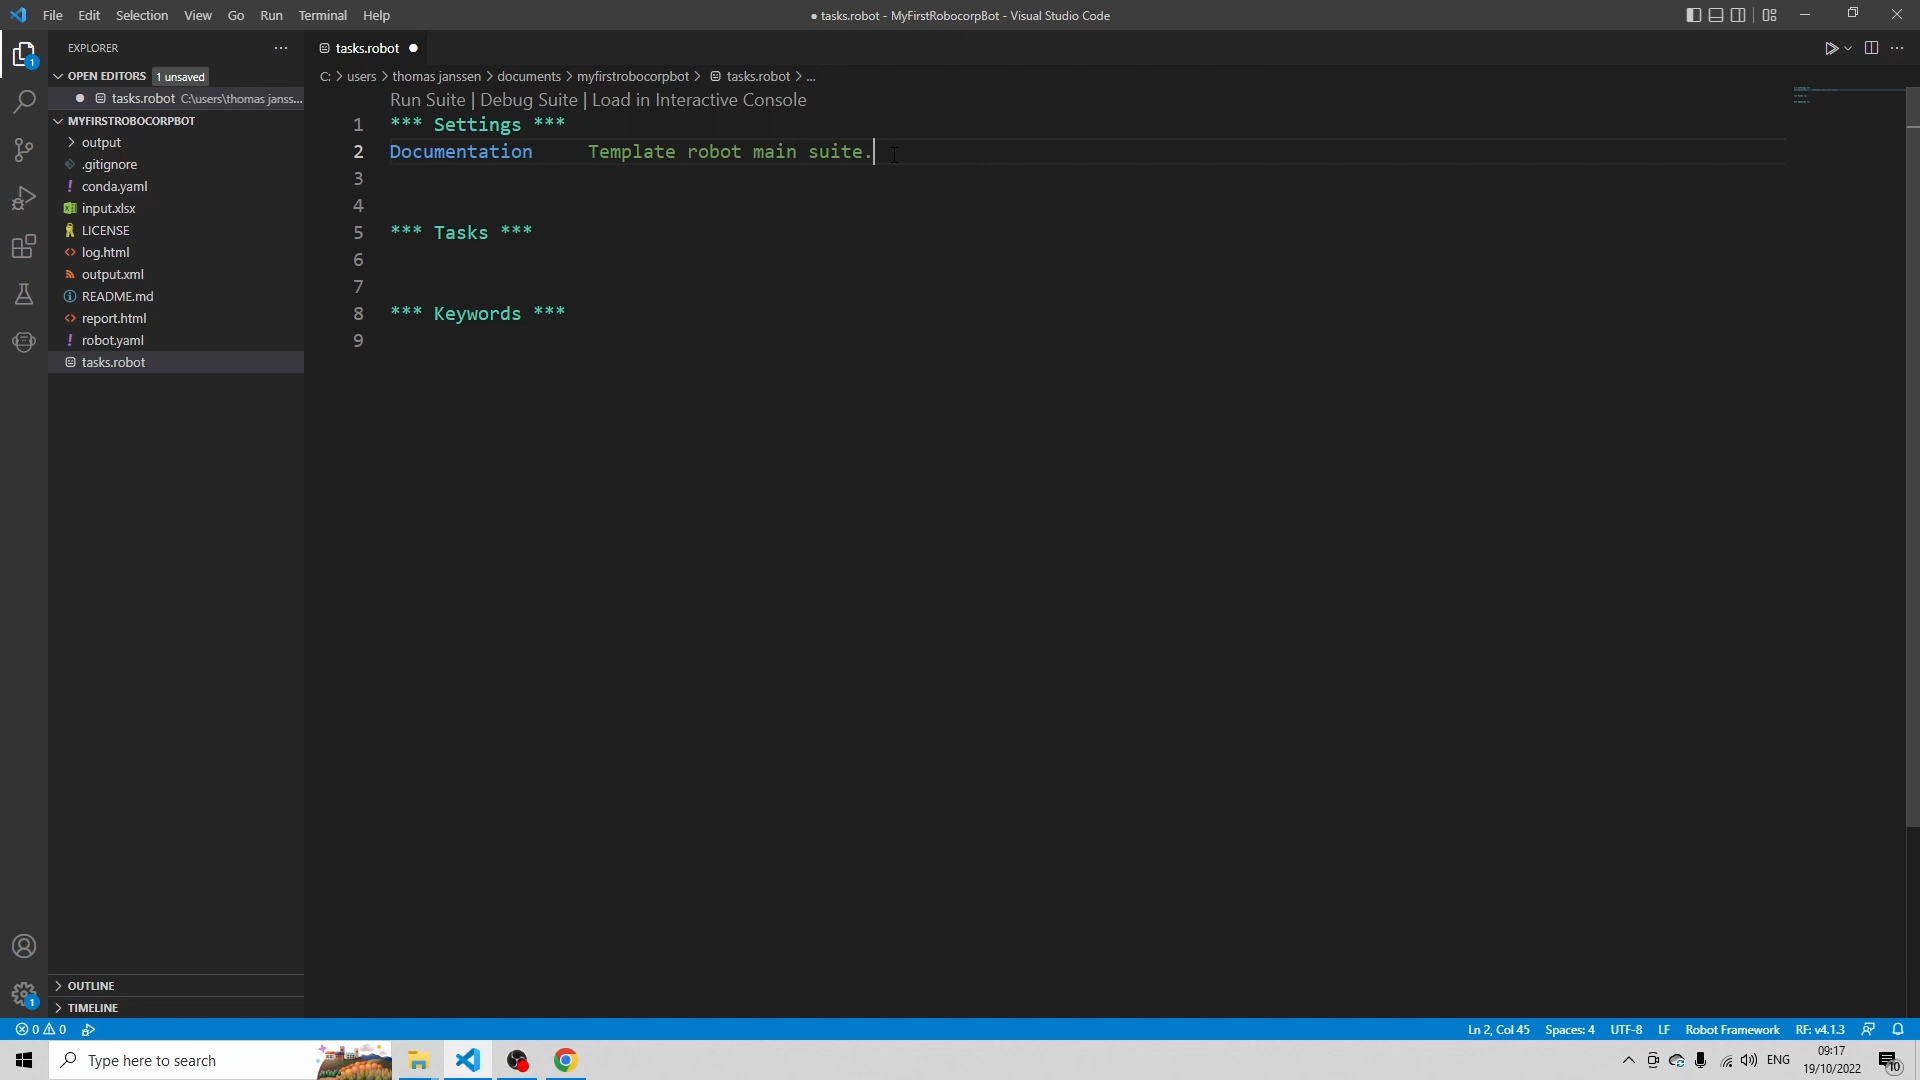 File Edit Selection View Go Run Terminal Help
● tasks.robot - MyFirstRobocorpBot - Visual Studio Code
EXPLORER
tasks.robot
OPEN EDITORS 1 unsaved
tasks.robot C:\users\thomas janss...
MYFIRSTROBOCORPBOT
output
.gitignore
conda.yaml
input.xlsx
LICENSE
log.html
output.xml
README.md
report.html
robot.yaml
tasks.robot
OUTLINE
TIMELINE
C: > users > thomas janssen > documents > myfirstrobocorpbot > tasks.robot > ...
Run Suite | Debug Suite | Load in Interactive Console
1 *** Settings ***
2 Documentation Template robot main suite.
3
4
5 *** Tasks ***
6
7
8 *** Keywords ***
9
1
1
0 0
Ln 2, Col 45 Spaces: 4 UTF-8 LF Robot Framework RF: v4.1.3
Type here to search
ENG
09:17
19/10/2022
10